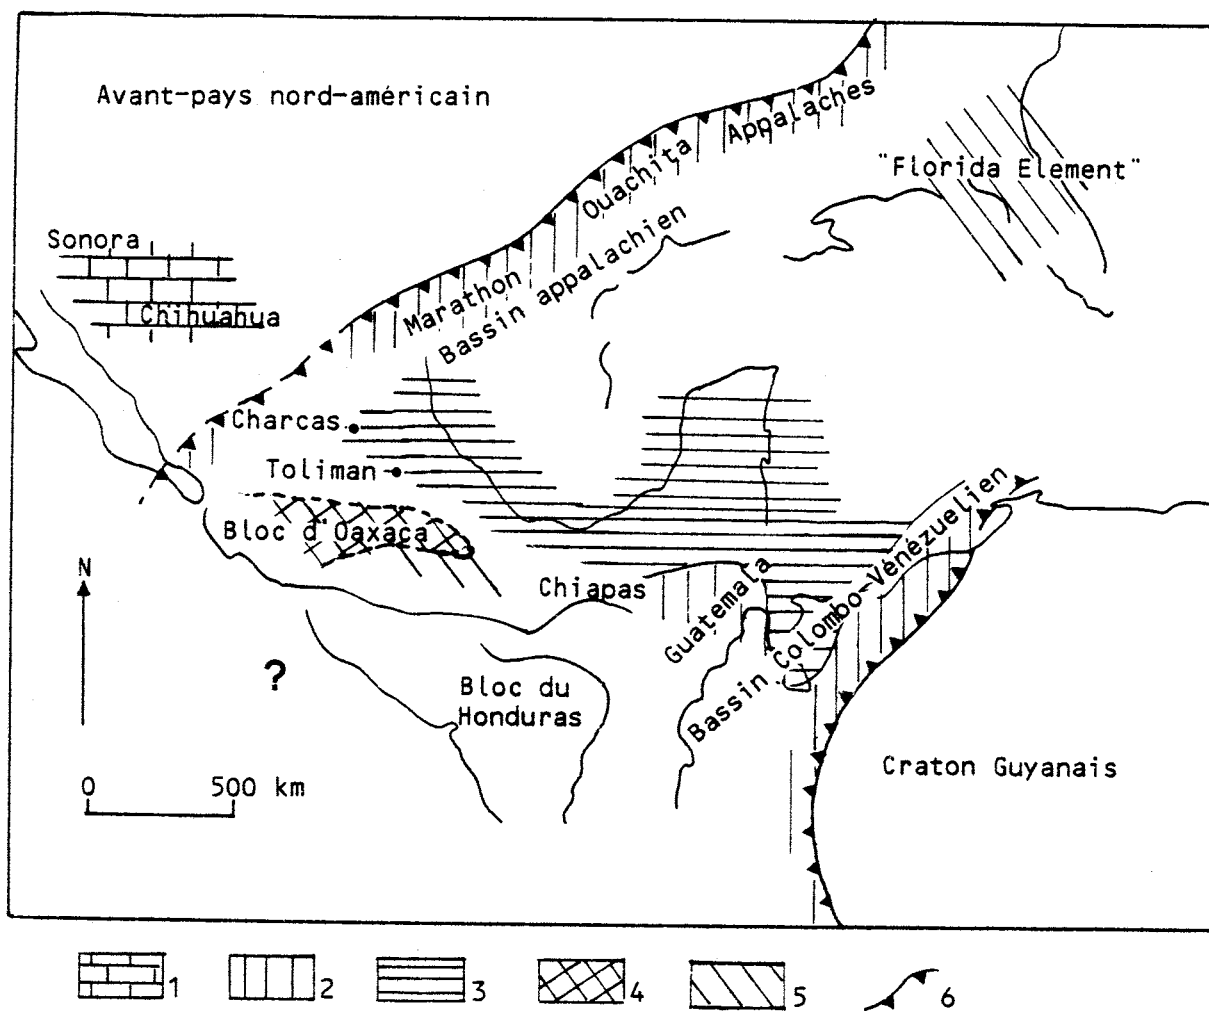 Avant-pays nord-américain
Appalaches
"Florida Element"
Ouachita
Sonora
Bassin appalachien
Marathon
Chihuahua
Charcas
Toliman
Bloc d"Oaxaca
Bassin Colombo-Vénézuelien
N
Chiapas
Guatemala
?
Bloc du
Honduras
Craton Guyanais
0 500 km
1 2 3 4 5 6